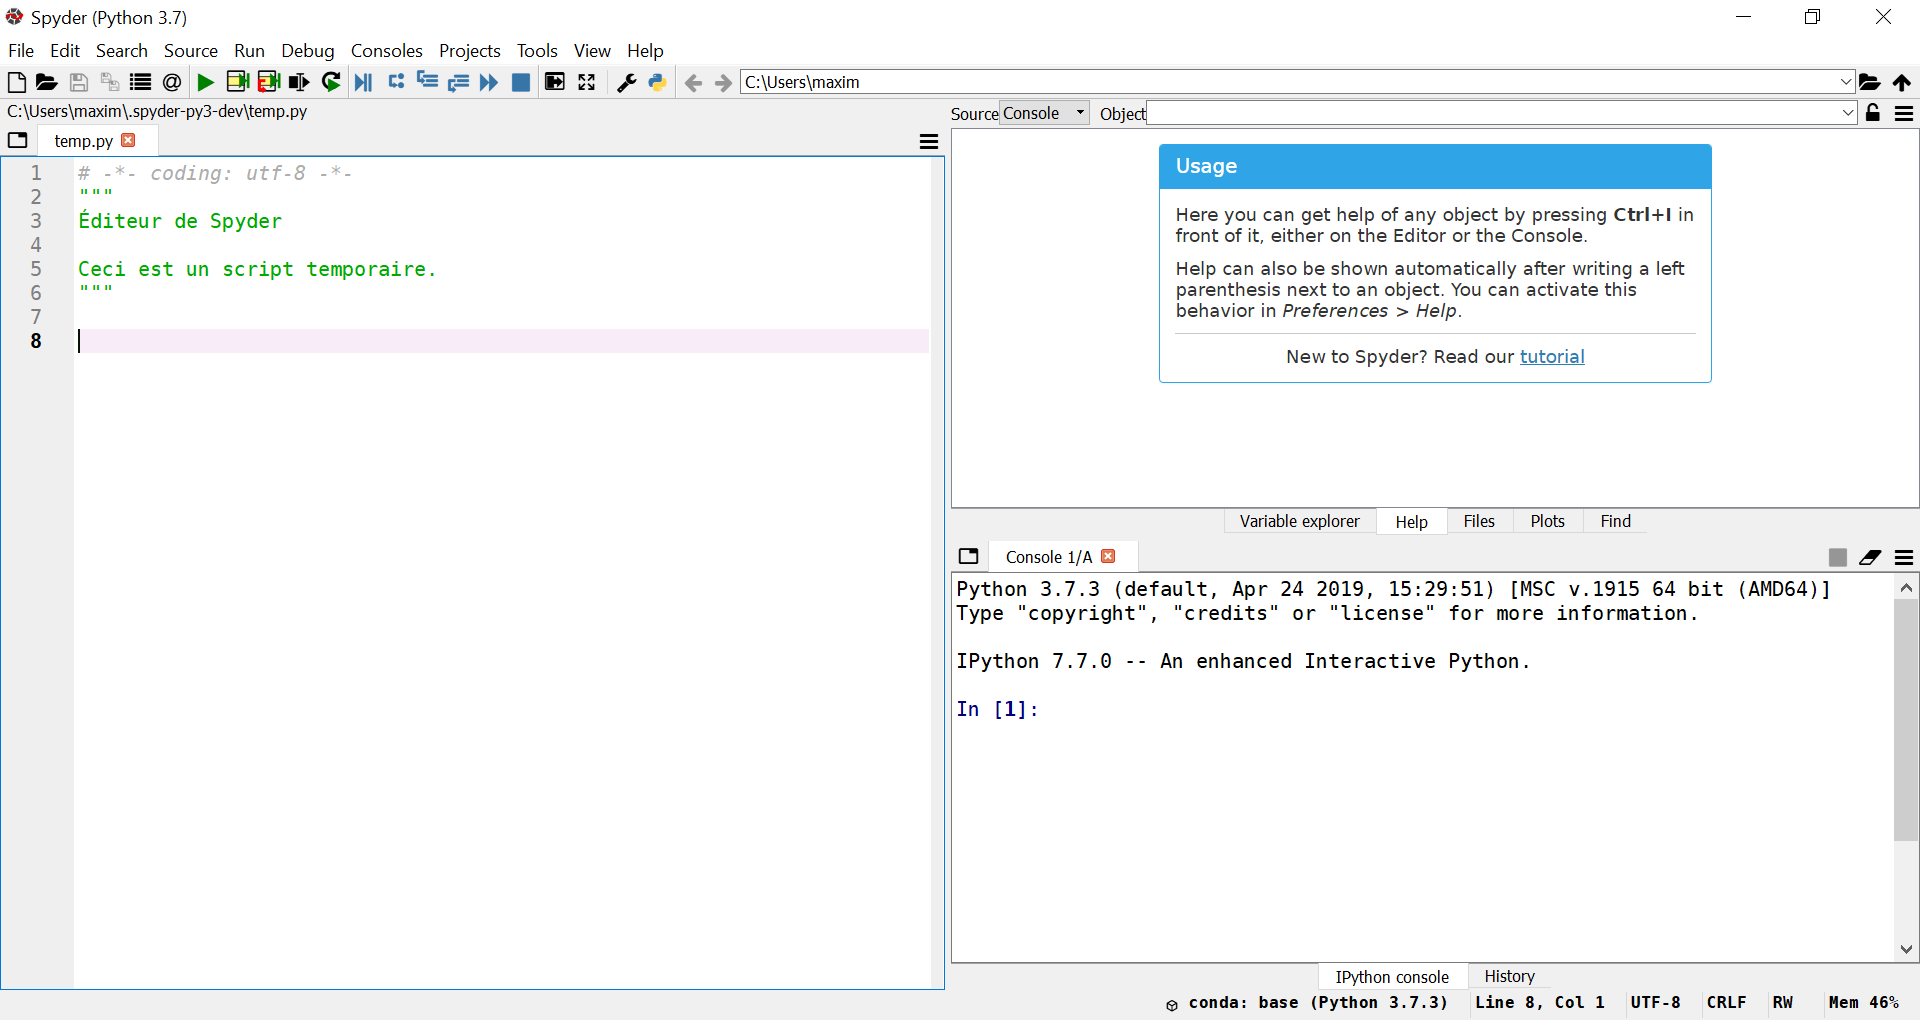 Spyder (Python 3.7)
File Edit Search Source Run Debug Consoles Projects Tools View Help
C:\Users\maxim
C:\Users\maxim\.spyder-py3-dev\temp.py
temp.py
1 # -*- coding: utf-8 -*-
2 """
3 Éditeur de Spyder
4
5 Ceci est un script temporaire.
6 """
7
8
Source Console Object
Usage
Here you can get help of any object by pressing Ctrl+I in
front of it, either on the Editor or the Console.
Help can also be shown automatically after writing a left
parenthesis next to an object. You can activate this
behavior in Preferences > Help.
New to Spyder? Read our tutorial
Variable explorer Help Files Plots Find
Console 1/A
Python 3.7.3 (default, Apr 24 2019, 15:29:51) [MSC v.1915 64 bit (AMD64)]
Type "copyright", "credits" or "license" for more information.
IPython 7.7.0 -- An enhanced Interactive Python.
In [1]:
IPython console History
conda: base (Python 3.7.3) Line 8, Col 1 UTF-8 CRLF RW Mem 46%